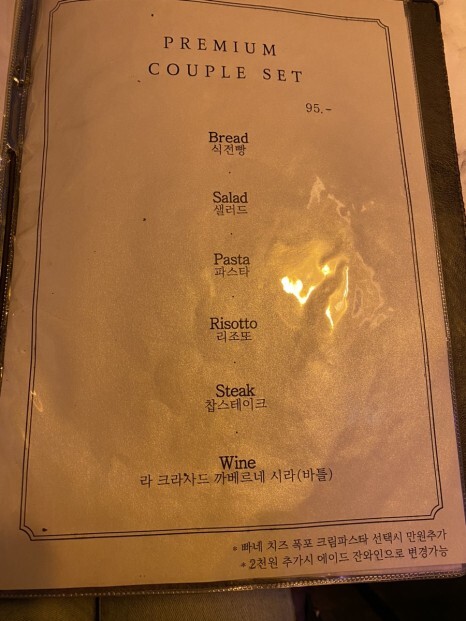 PREMIUM
COUPLE SET
95.-
Bread
식전빵
.
Salad
샐러드
.
Pasta
파스타
.
Risotto
리조또
.
Steak
찹스테이크
.
Wine
라 크라사드 까베르네 시라(바틀)
* 빠네 치즈 폭포 크림파스타 선택시 만원추가
* 2천원 추가시 에이드 잔와인으로 변경가능